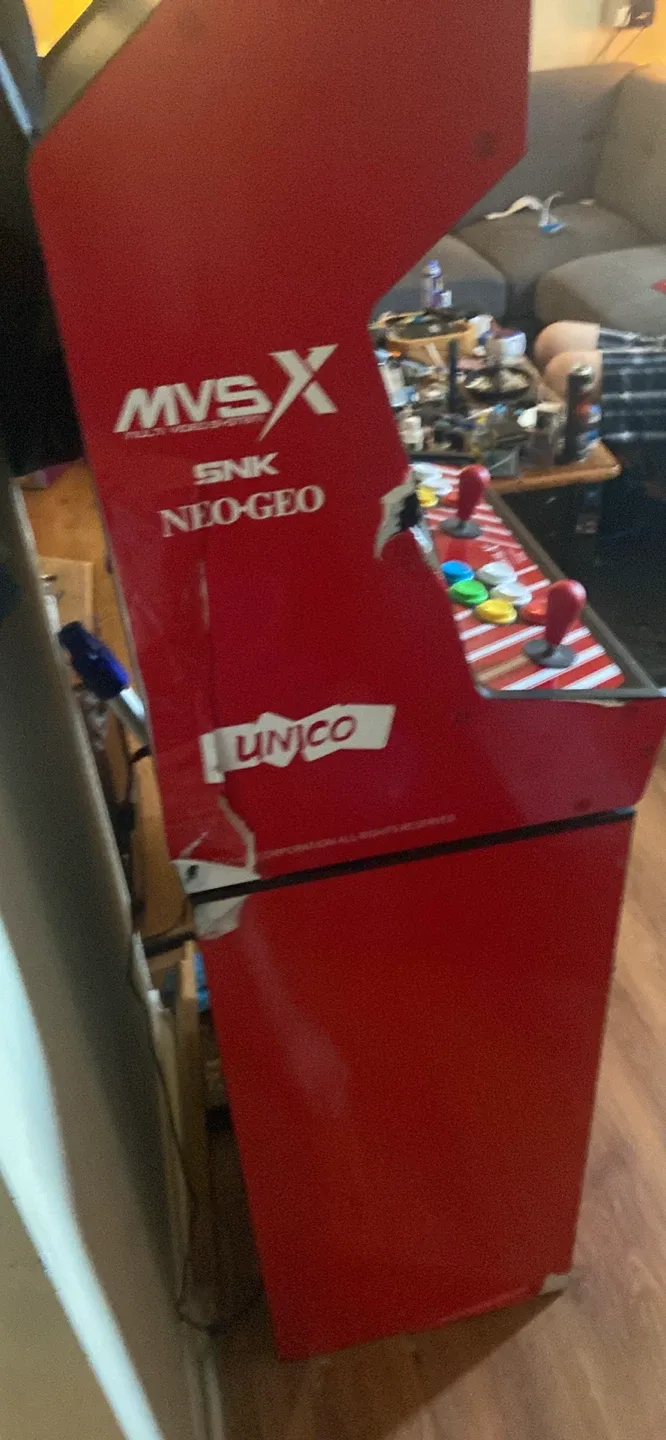 MVSX
MULTI VIDEO SYSTEM
SNK
NEO·GEO
UNICO
CORPORATION ALL RIGHTS RESERVED